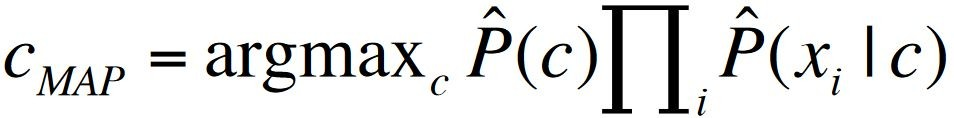 c_MAP = argmax_c P̂(c)∏_i P̂(x_i | c)